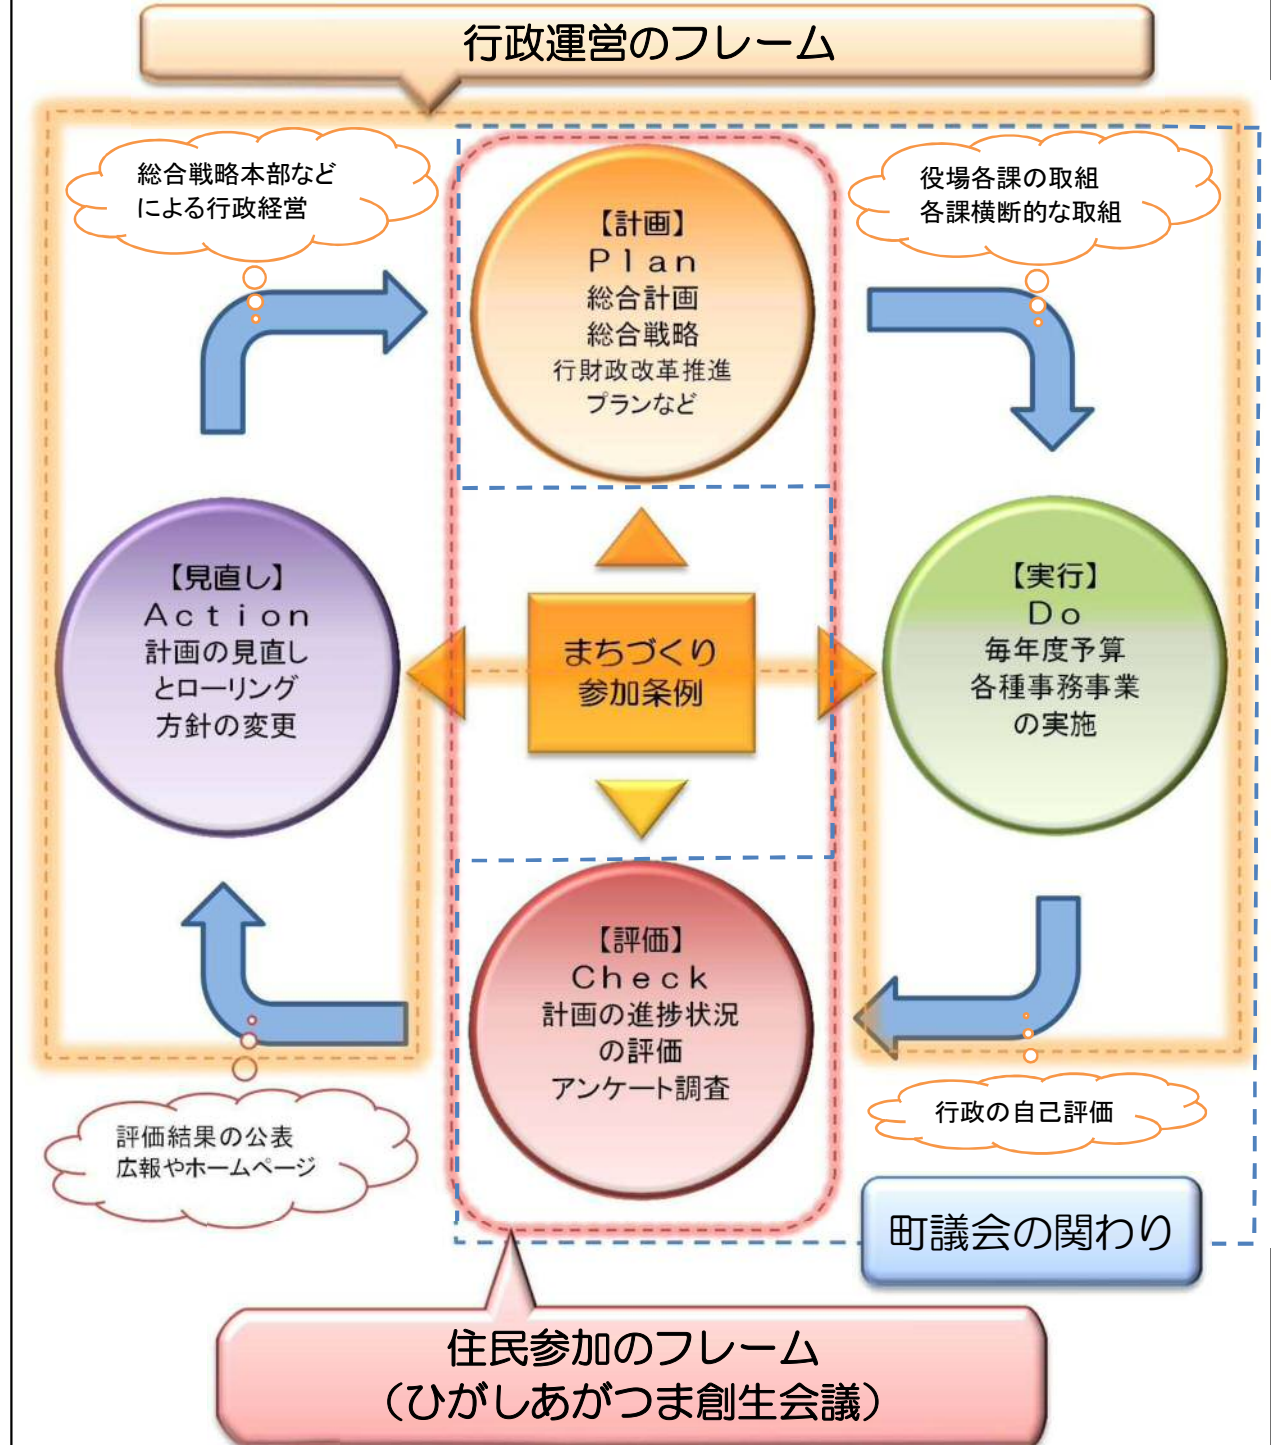 行政運営のフレーム
総合戦略本部など
による行政経営
役場各課の取組
各課横断的な取組
【計画】
Plan
総合計画
総合戦略
行財政改革推進
プランなど
【見直し】
Action
計画の見直し
とローリング
方針の変更
まちづくり
参加条例
【実行】
Do
毎年度予算
各種事務事業
の実施
【評価】
Check
計画の進捗状況
の評価
アンケート調査
評価結果の公表
広報やホームページ
行政の自己評価
町議会の関わり
住民参加のフレーム
（ひがしあがつま創生会議）